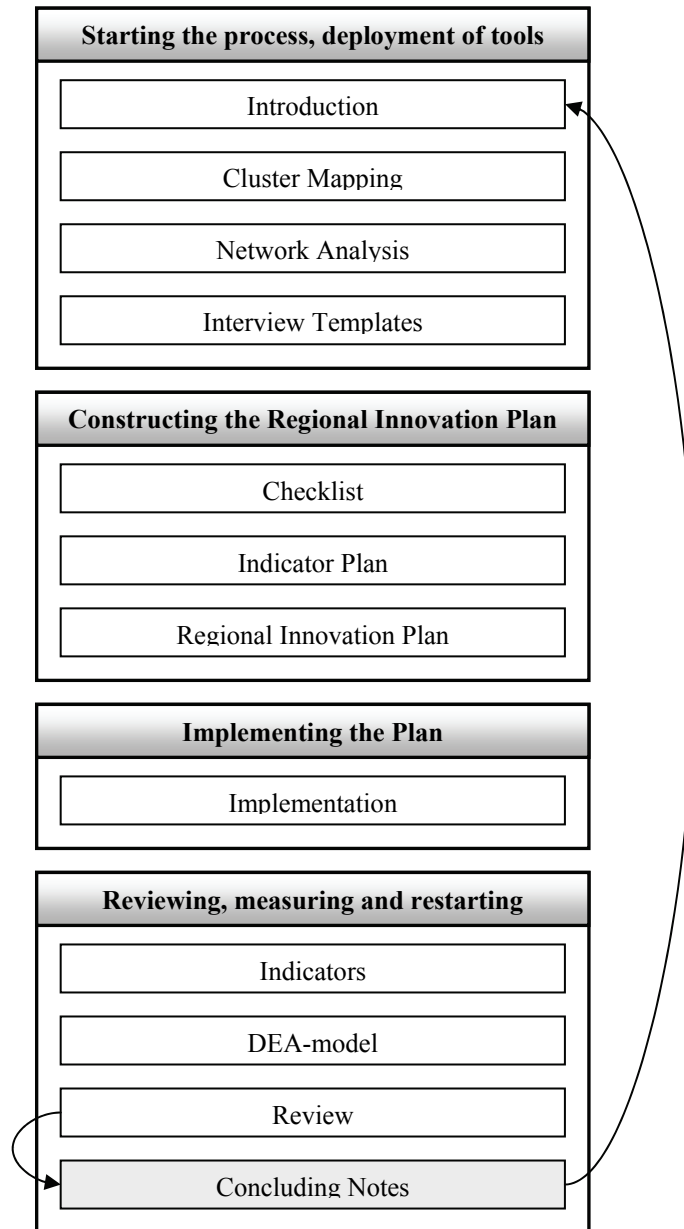 Starting the process, deployment of tools
Introduction
Cluster Mapping
Network Analysis
Interview Templates
Constructing the Regional Innovation Plan
Checklist
Indicator Plan
Regional Innovation Plan
Implementing the Plan
Implementation
Reviewing, measuring and restarting
Indicators
DEA-model
Review
Concluding Notes